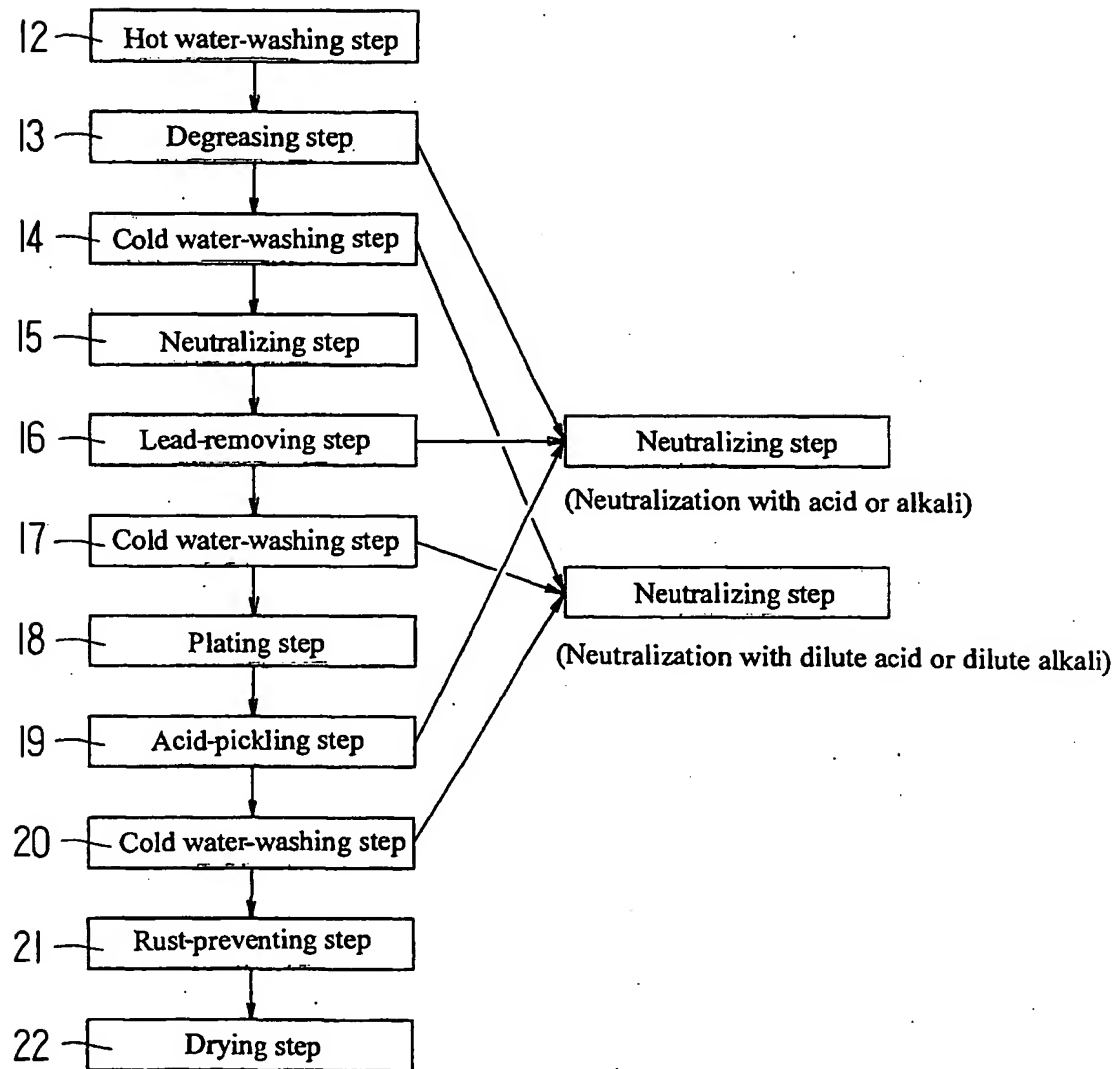 12 Hot water-washing step
13 Degreasing step
14 Cold water-washing step
15 Neutralizing step
16 Lead-removing step Neutralizing step
(Neutralization with acid or alkali)
17 Cold water-washing step
Neutralizing step
18 Plating step
(Neutralization with dilute acid or dilute alkali)
19 Acid-pickling step
20 Cold water-washing step
21 Rust-preventing step
22 Drying step